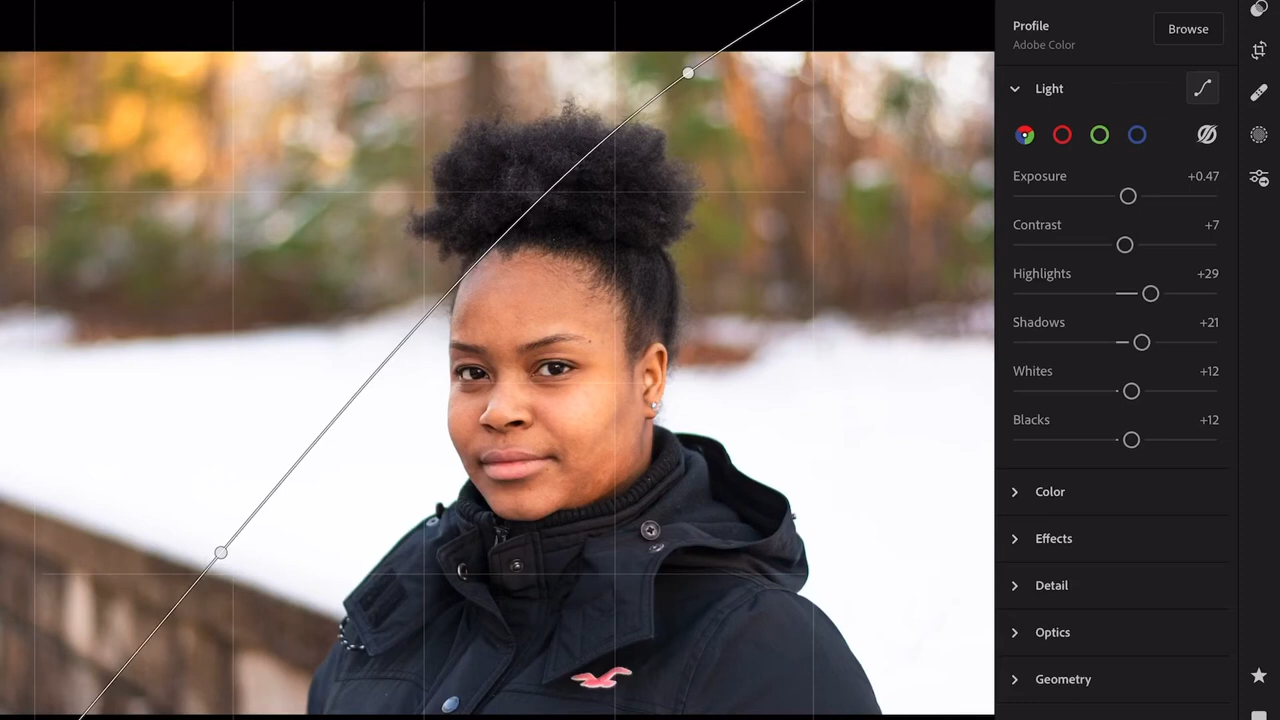 Profile
Adobe Color
Browse
Light
Exposure +0.47
Contrast +7
Highlights +29
Shadows +21
Whites +12
Blacks +12
Color
Effects
Detail
Optics
Geometry